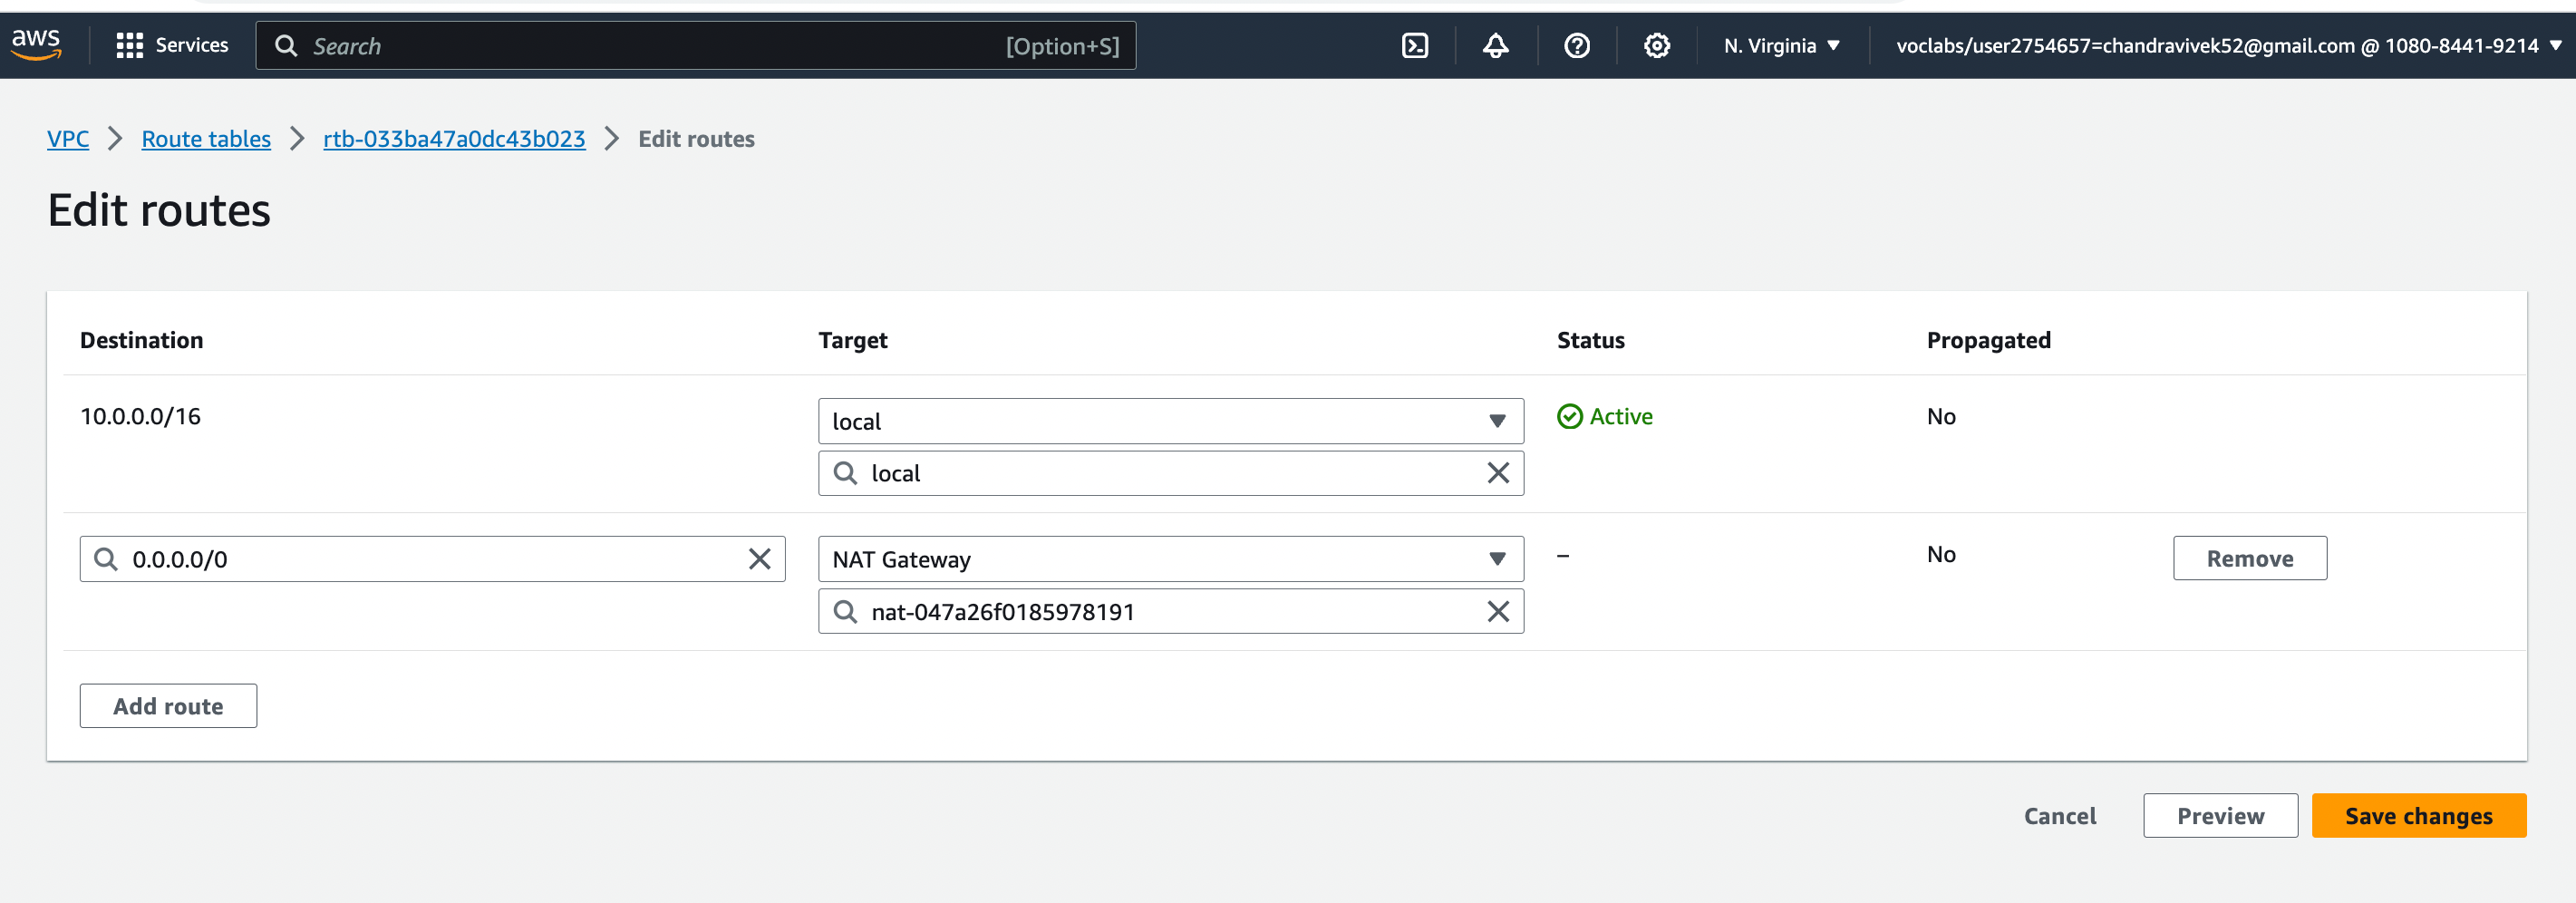 aws Services Search [Option+S] N. Virginia voclabs/user2754657=chandravivek52@gmail.com @ 1080-8441-9214
VPC Route tables rtb-033ba47a0dc43b023 Edit routes
Edit routes
Destination Target Status Propagated
10.0.0.0/16 local Active No
local
0.0.0.0/0 NAT Gateway – No Remove
nat-047a26f0185978191
Add route
Cancel Preview Save changes